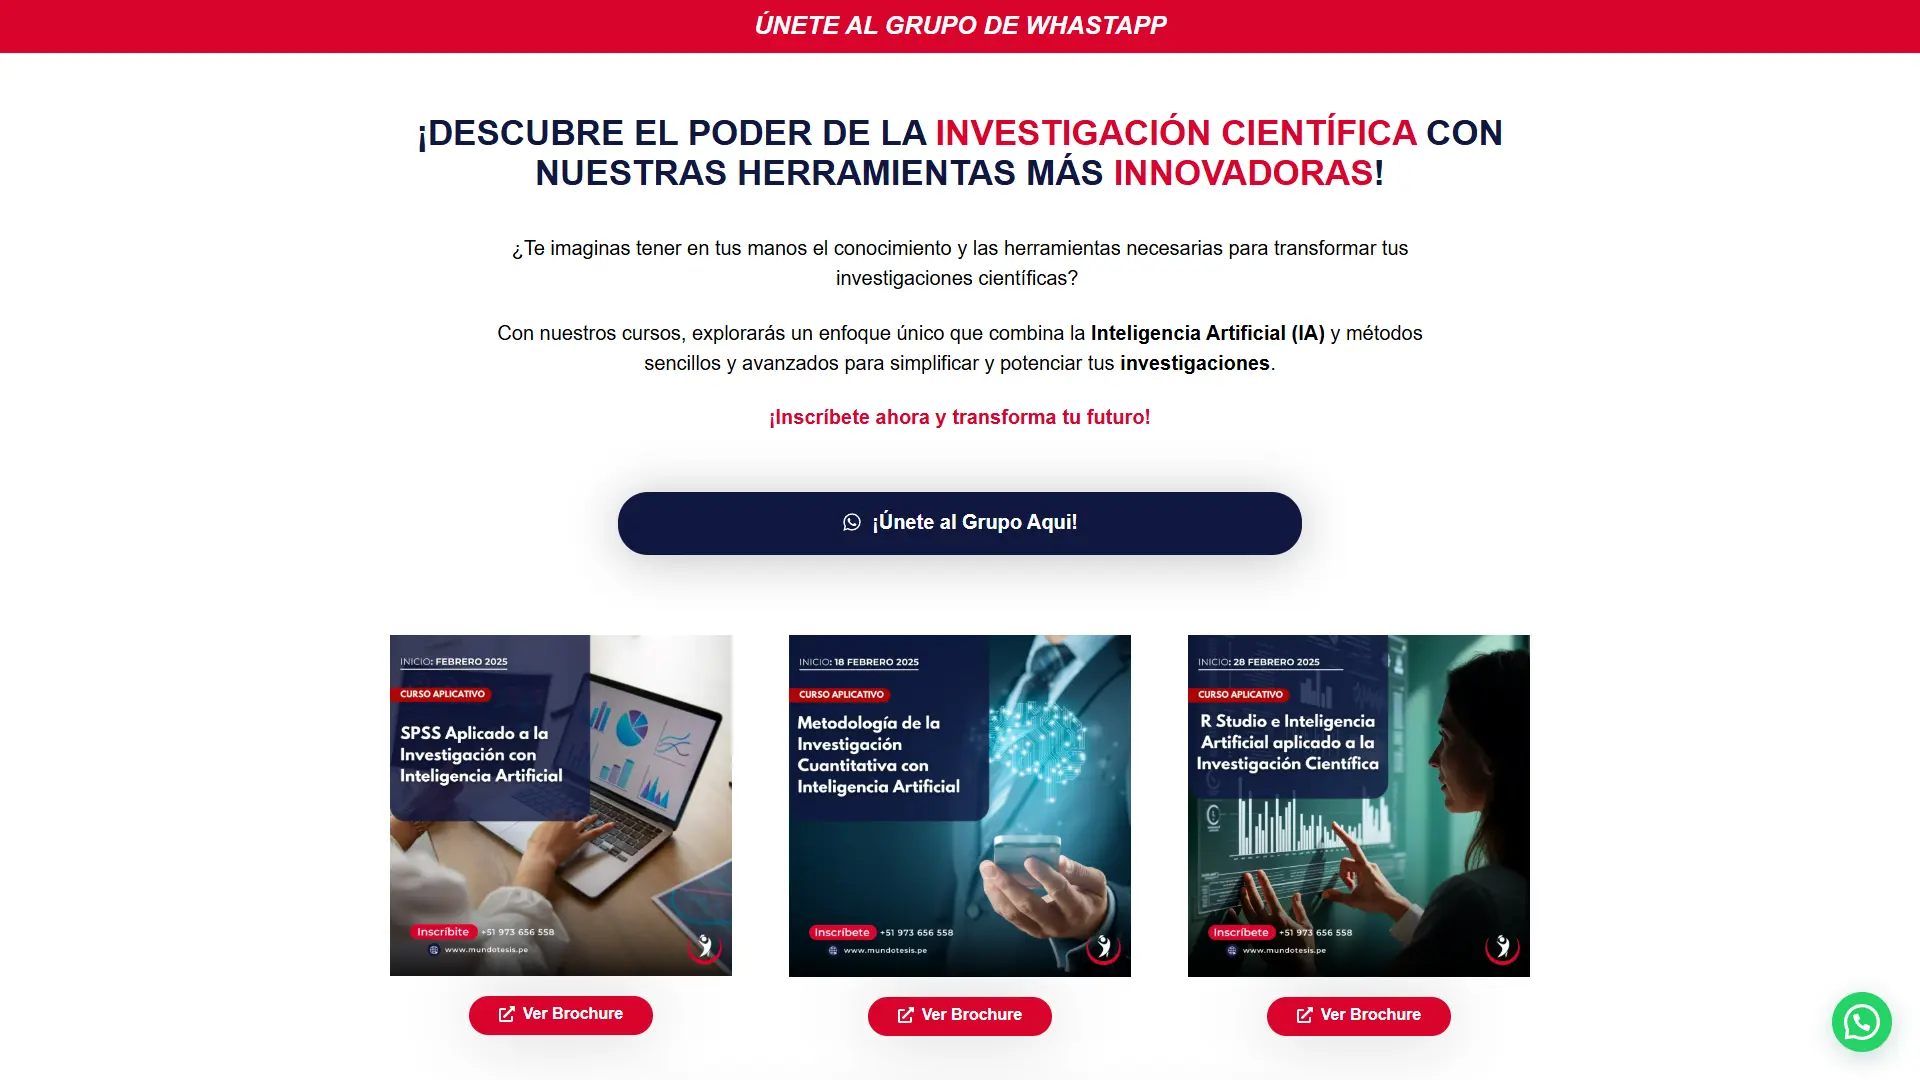 ÚNETE AL GRUPO DE WHASTAPP
¡DESCUBRE EL PODER DE LA INVESTIGACIÓN CIENTÍFICA CON
NUESTRAS HERRAMIENTAS MÁS INNOVADORAS!
¿Te imaginas tener en tus manos el conocimiento y las herramientas necesarias para transformar tus
investigaciones científicas?
Con nuestros cursos, explorarás un enfoque único que combina la Inteligencia Artificial (IA) y métodos
sencillos y avanzados para simplificar y potenciar tus investigaciones.
¡Inscríbete ahora y transforma tu futuro!
¡Únete al Grupo Aqui!
INICIO: FEBRERO 2025
CURSO APLICATIVO
SPSS Aplicado a la
Investigación con
Inteligencia Artificial
Inscríbite +51 973 656 558
www.mundotesis.pe
Ver Brochure
INICIO: 18 FEBRERO 2025
CURSO APLICATIVO
Metodología de la
Investigación
Cuantitativa con
Inteligencia Artificial
Inscríbete +51 973 656 558
www.mundotesis.pe
Ver Brochure
INICIO: 28 FEBRERO 2025
CURSO APLICATIVO
R Studio e Inteligencia
Artificial aplicado a la
Investigación Científica
Inscríbete +51 973 656 558
www.mundotesis.pe
Ver Brochure